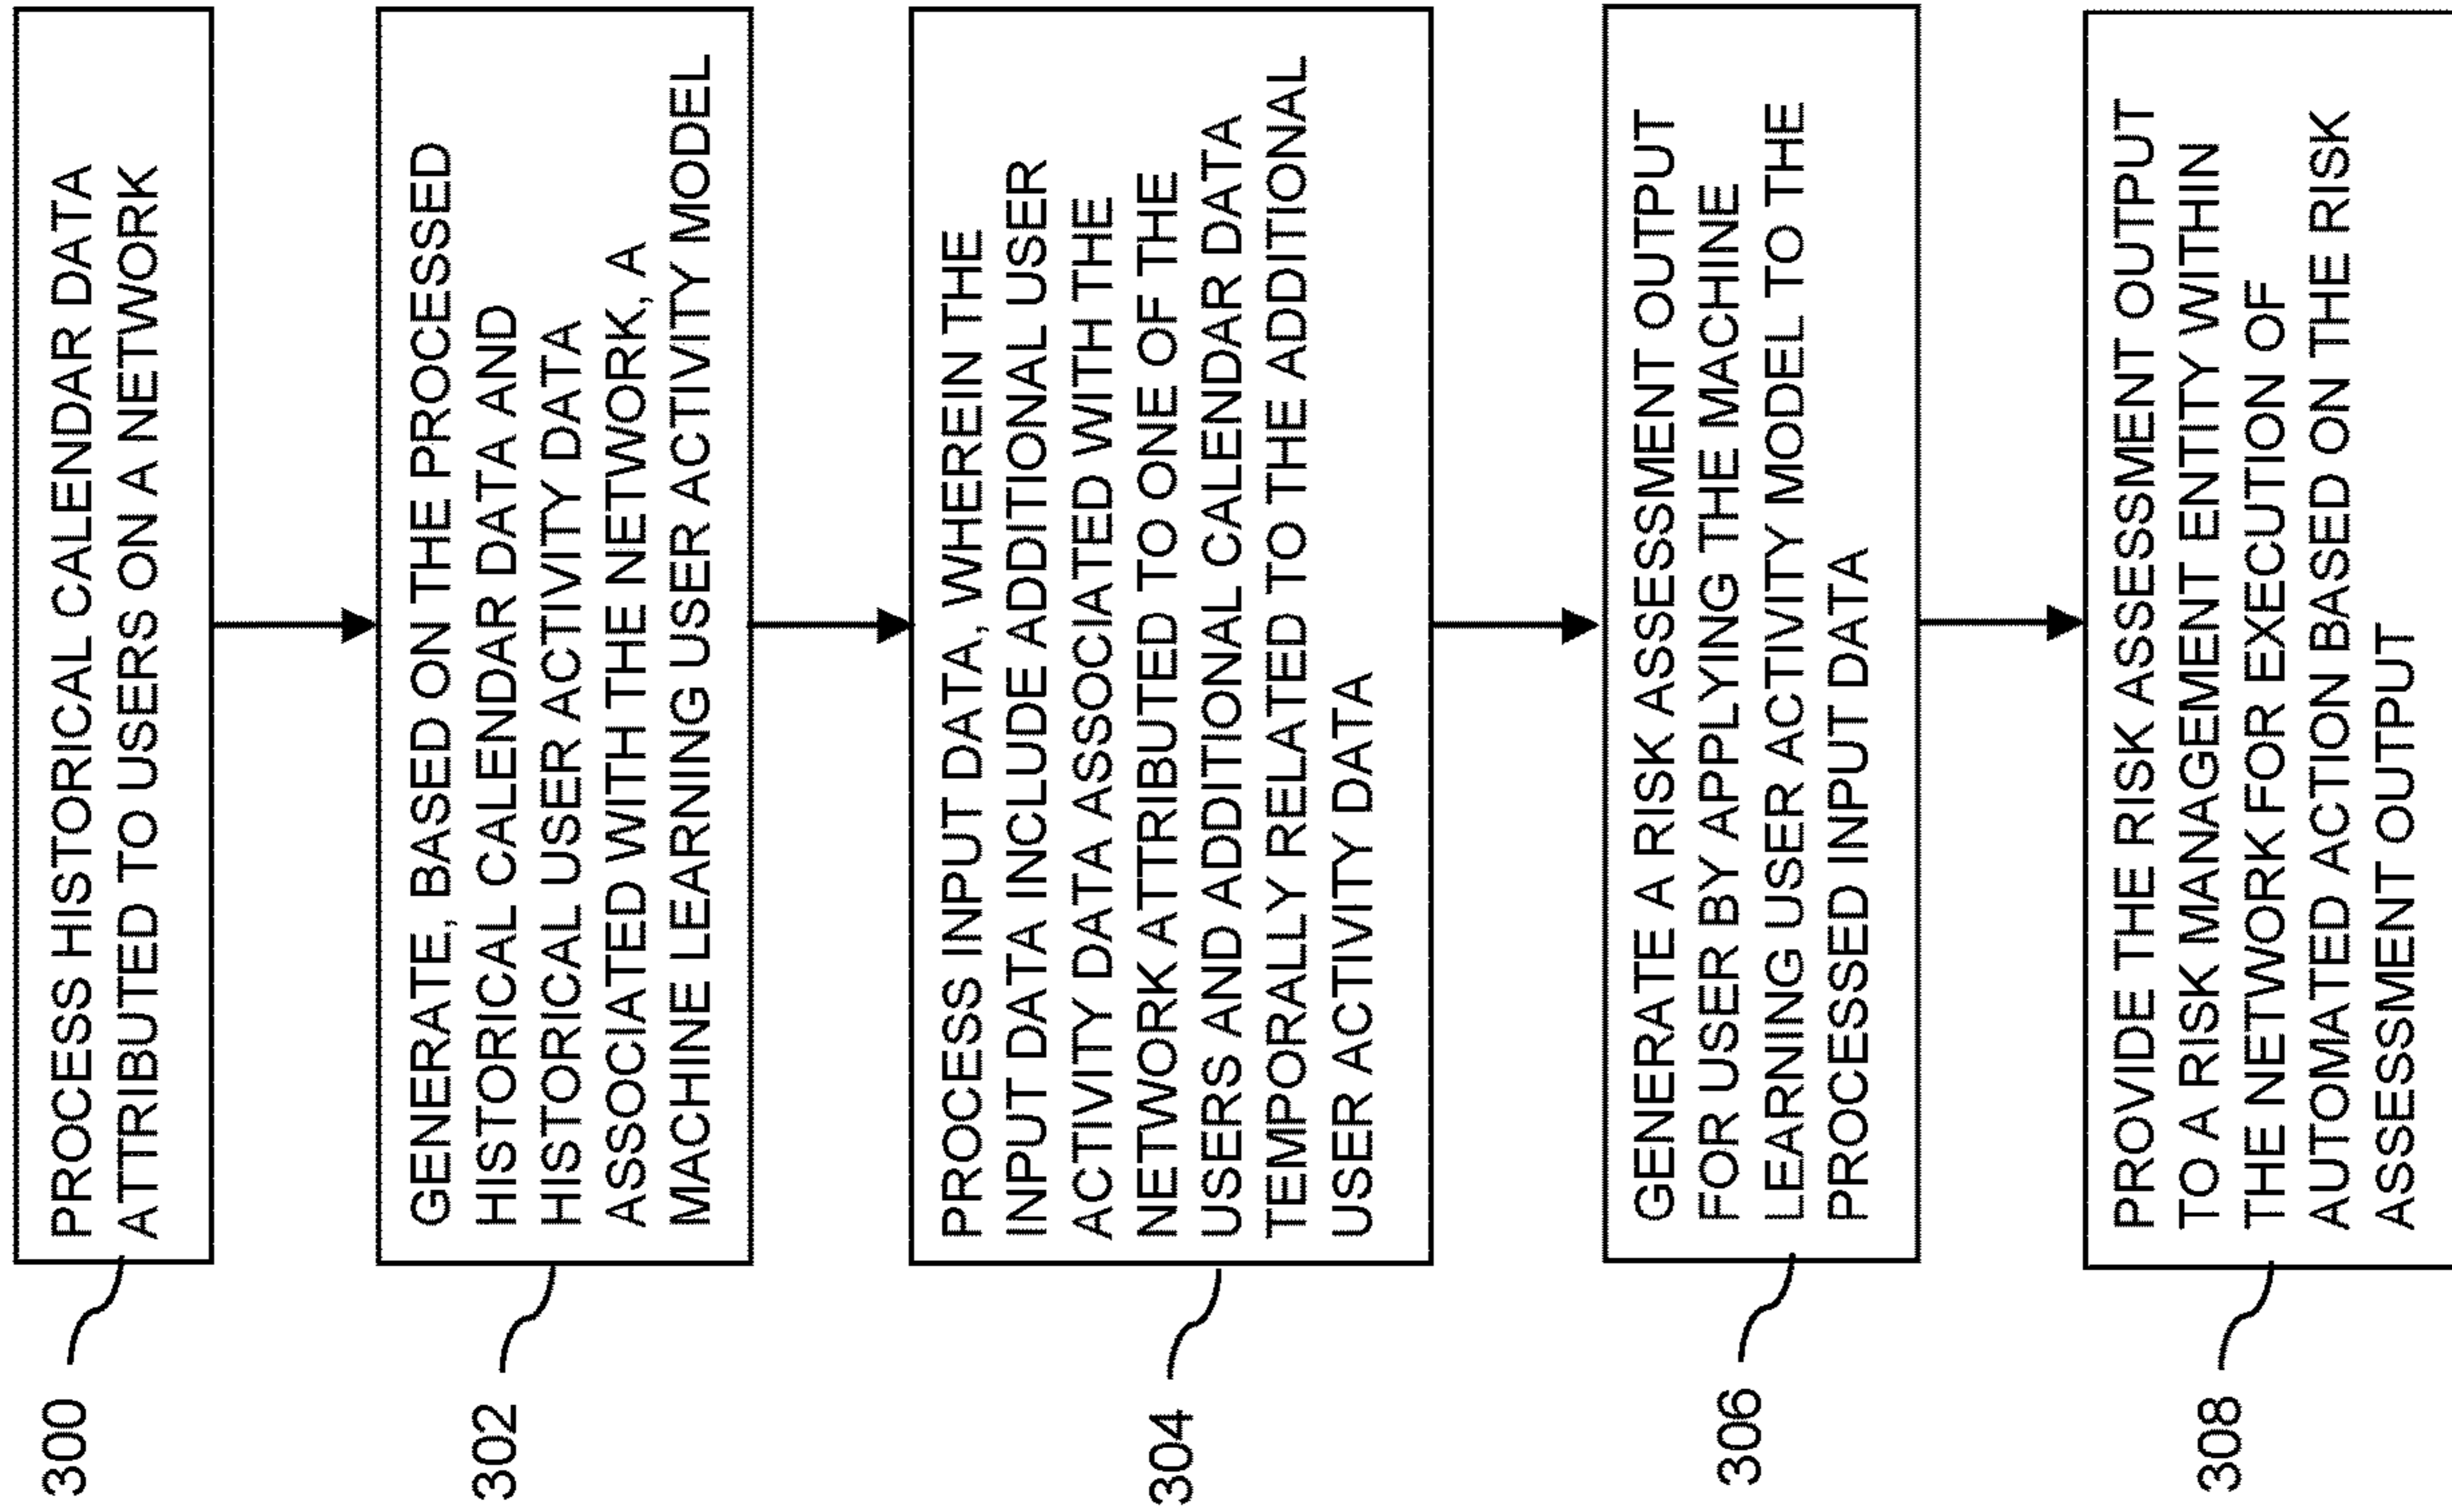 300
PROCESS HISTORICAL CALENDAR DATA
ATTRIBUTED TO USERS ON A NETWORK
302
GENERATE, BASED ON THE PROCESSED
HISTORICAL CALENDAR DATA AND
HISTORICAL USER ACTIVITY DATA
ASSOCIATED WITH THE NETWORK, A
MACHINE LEARNING USER ACTIVITY MODEL
304
PROCESS INPUT DATA, WHEREIN THE
INPUT DATA INCLUDE ADDITIONAL USER
ACTIVITY DATA ASSOCIATED WITH THE
NETWORK ATTRIBUTED TO ONE OF THE
USERS AND ADDITIONAL CALENDAR DATA
TEMPORALLY RELATED TO THE ADDITIONAL
USER ACTIVITY DATA
306
GENERATE A RISK ASSESSMENT OUTPUT
FOR USER BY APPLYING THE MACHINE
LEARNING USER ACTIVITY MODEL TO THE
PROCESSED INPUT DATA
308
PROVIDE THE RISK ASSESSMENT OUTPUT
TO A RISK MANAGEMENT ENTITY WITHIN
THE NETWORK FOR EXECUTION OF
AUTOMATED ACTION BASED ON THE RISK
ASSESSMENT OUTPUT